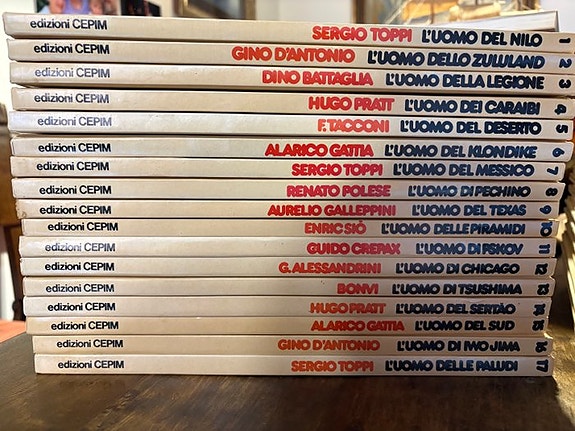 edizioni CEPIM SERGIO TOPPI L'UOMO DEL NILO 1
edizioni CEPIM GINO D'ANTONIO L'UOMO DELLO ZULULAND 2
edizioni CEPIM DINO BATTAGLIA L'UOMO DELLA LEGIONE 3
edizioni CEPIM HUGO PRATT L'UOMO DEI CARAIBI 4
edizioni CEPIM F. TACCONI L'UOMO DEL DESERTO 5
edizioni CEPIM ALARICO GATTIA L'UOMO DEL KLONDIKE 6
edizioni CEPIM SERGIO TOPPI L'UOMO DEL MESSICO 7
edizioni CEPIM RENATO POLESE L'UOMO DI PECHINO 8
edizioni CEPIM AURELIO GALLEPPINI L'UOMO DEL TEXAS 9
edizioni CEPIM ENRIC SIÒ L'UOMO DELLE PIRAMIDI 10
edizioni CEPIM GUIDO CREPAX L'UOMO DI PSKOV 11
edizioni CEPIM G. ALESSANDRINI L'UOMO DI CHICAGO 12
edizioni CEPIM BONVI L'UOMO DI TSUSHIMA 13
edizioni CEPIM HUGO PRATT L'UOMO DEL SERTÃO 14
edizioni CEPIM ALARICO GATTIA L'UOMO DEL SUD 15
edizioni CEPIM GINO D'ANTONIO L'UOMO DI IWO JIMA 16
edizioni CEPIM SERGIO TOPPI L'UOMO DELLE PALUDI 17